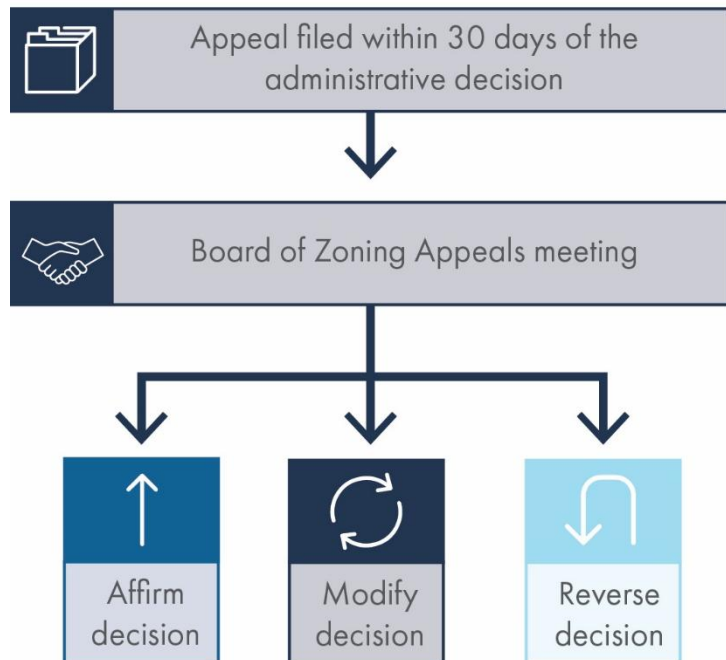 Appeal filed within 30 days of the
administrative decision
Board of Zoning Appeals meeting
Affirm
decision
Modify
decision
Reverse
decision